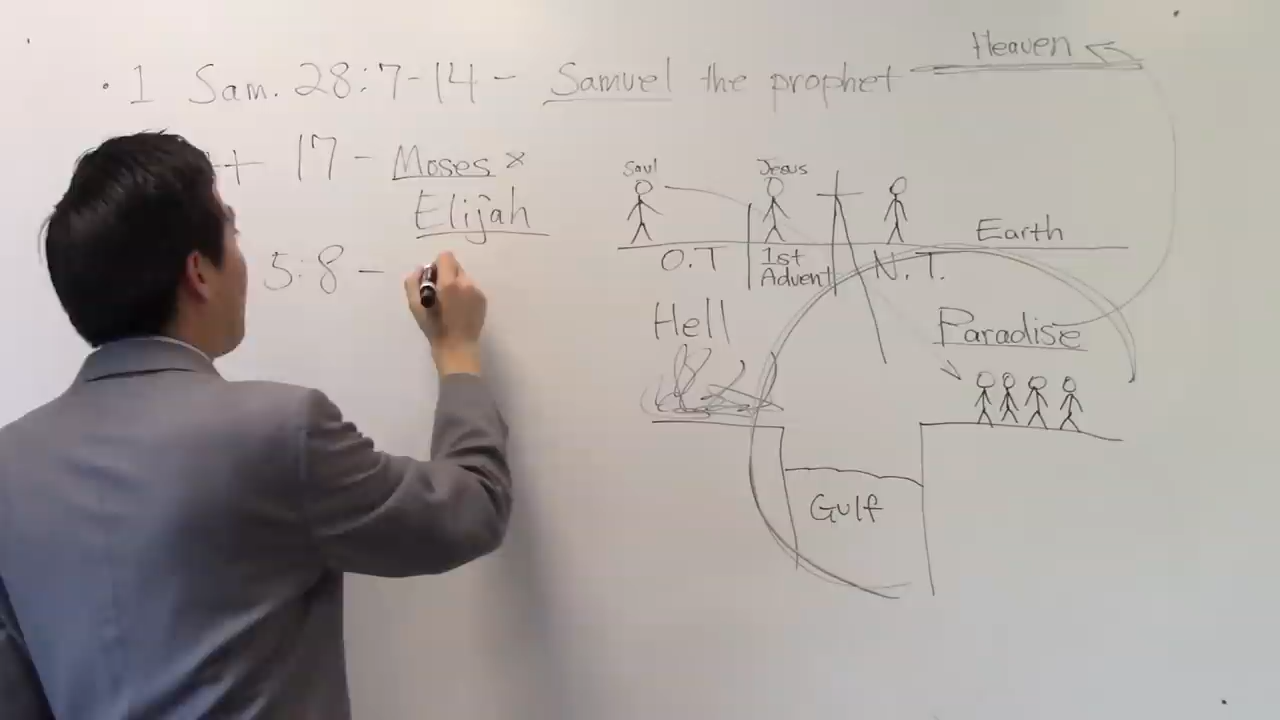 · 1 Sam. 28:7-14 - Samuel the prophet
17 - Moses x
Elijah
5:8 -
Heaven
Saul
Jesus
Earth
O.T
1st
Advent
N.T.
Hell
Paradise
Gulf